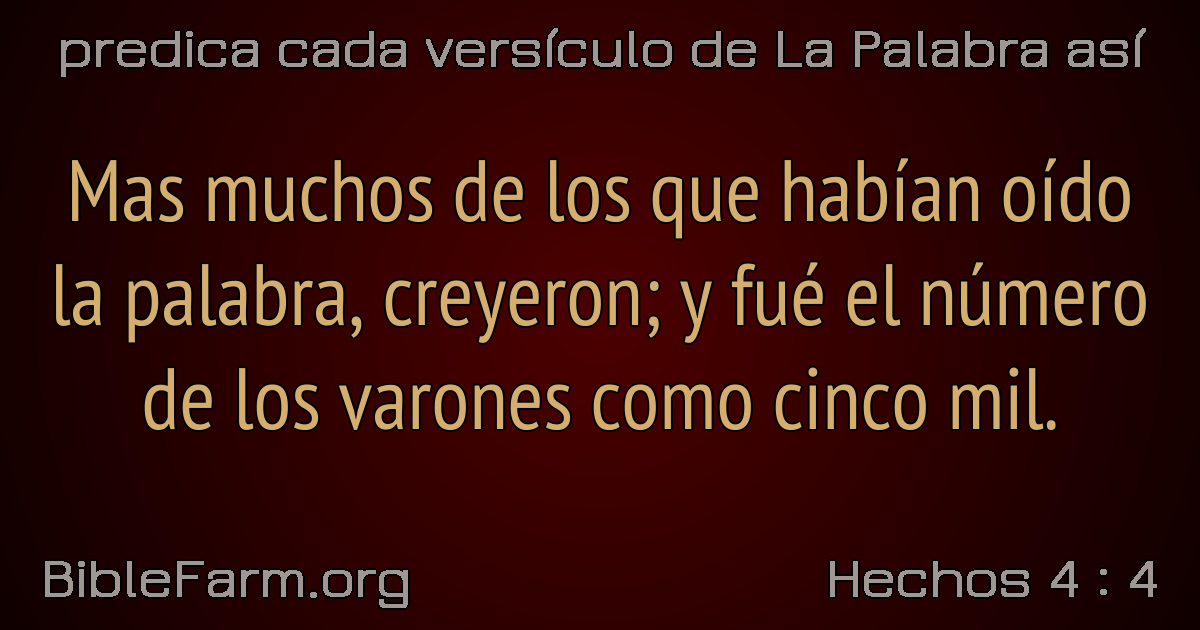 predica cada versículo de La Palabra así
Mas muchos de los que habían oído
la palabra, creyeron; y fué el número
de los varones como cinco mil.
BibleFarm.org
Hechos 4 : 4